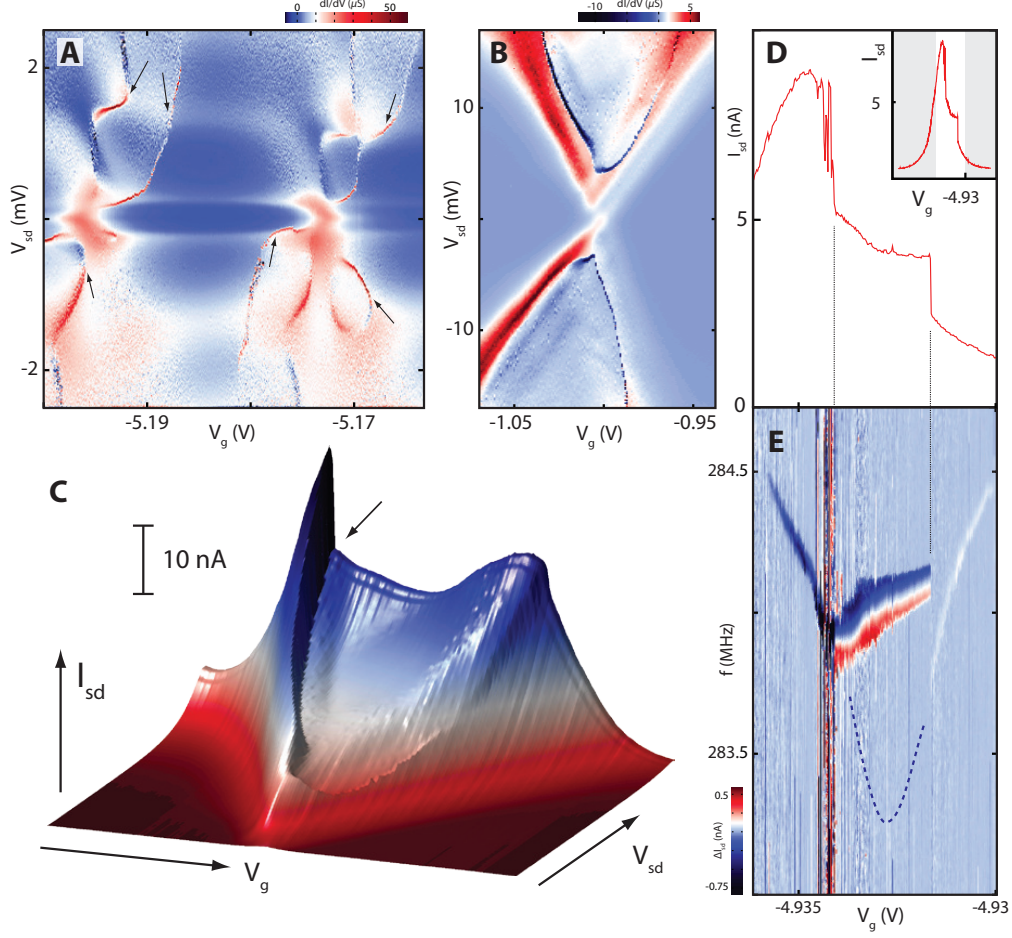 dI/dV (µS)
0 50
A
2
0
-2
V_sd (mV)
-5.19 -5.17
V_g (V)
dI/dV (µS)
-10 5
B
10
0
-10
V_sd (mV)
-1.05 -0.95
V_g (V)
C
10 nA
I_sd
V_g
V_sd
D
I_sd (nA)
5
0
I_sd
5
V_g -4.93
E
284.5
283.5
f (MHz)
0.5
-0.75
ΔI_sd (nA)
-4.935 -4.93
V_g (V)